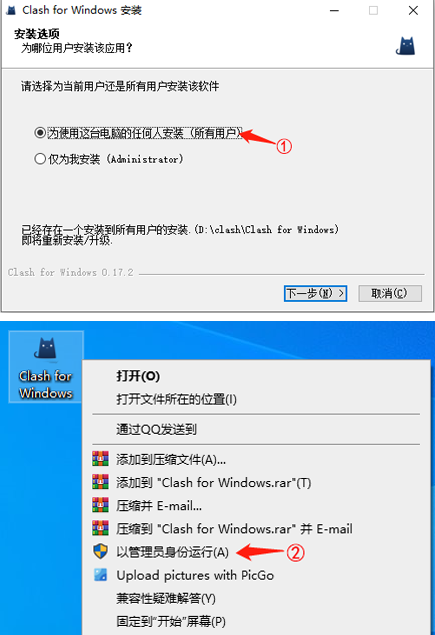 Clash for Windows 安装
安装选项
为哪位用户安装该应用？
请选择为当前用户还是所有用户安装该软件
为使用这台电脑的任何人安装 (所有用户)
①
仅为我安装 (Administrator)
已经存在一个安装到所有用户的安装.(D:\clash\Clash for Windows)
即将重新安装/升级.
Clash for Windows 0.17.2
下一步(N) >
取消(C)
Clash for
Windows
打开(O)
打开文件所在的位置(I)
通过QQ发送到
添加到压缩文件(A)...
添加到 "Clash for Windows.rar"(T)
压缩并 E-mail...
压缩到 "Clash for Windows.rar" 并 E-mail
以管理员身份运行(A)
②
Upload pictures with PicGo
兼容性疑难解答(Y)
固定到"开始"屏幕(P)